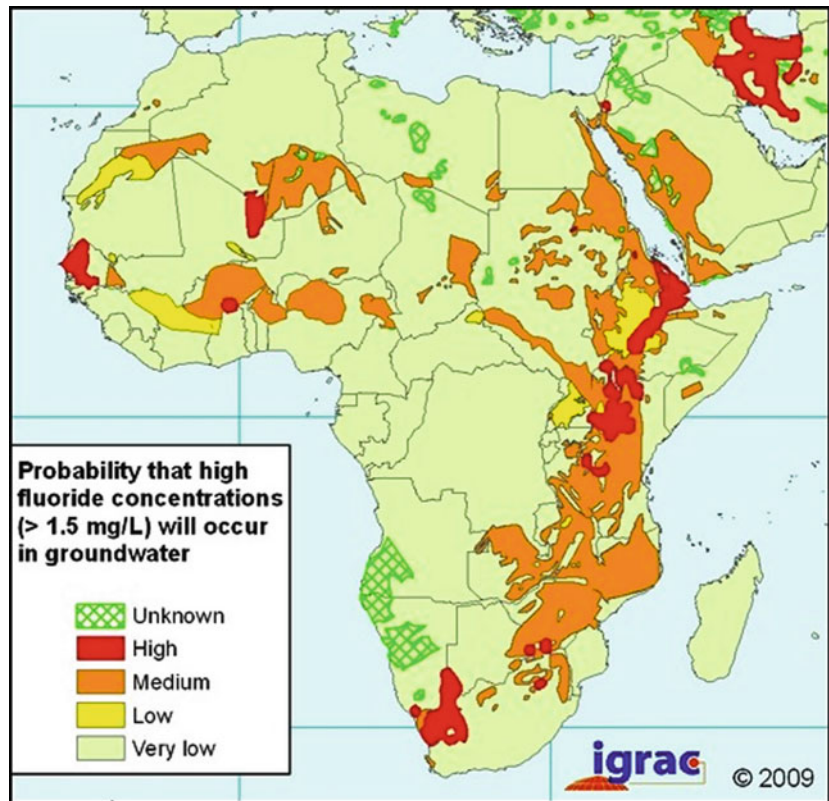 Probability that high
fluoride concentrations
(> 1.5 mg/L) will occur
in groundwater
Unknown
High
Medium
Low
Very low
igrac
© 2009